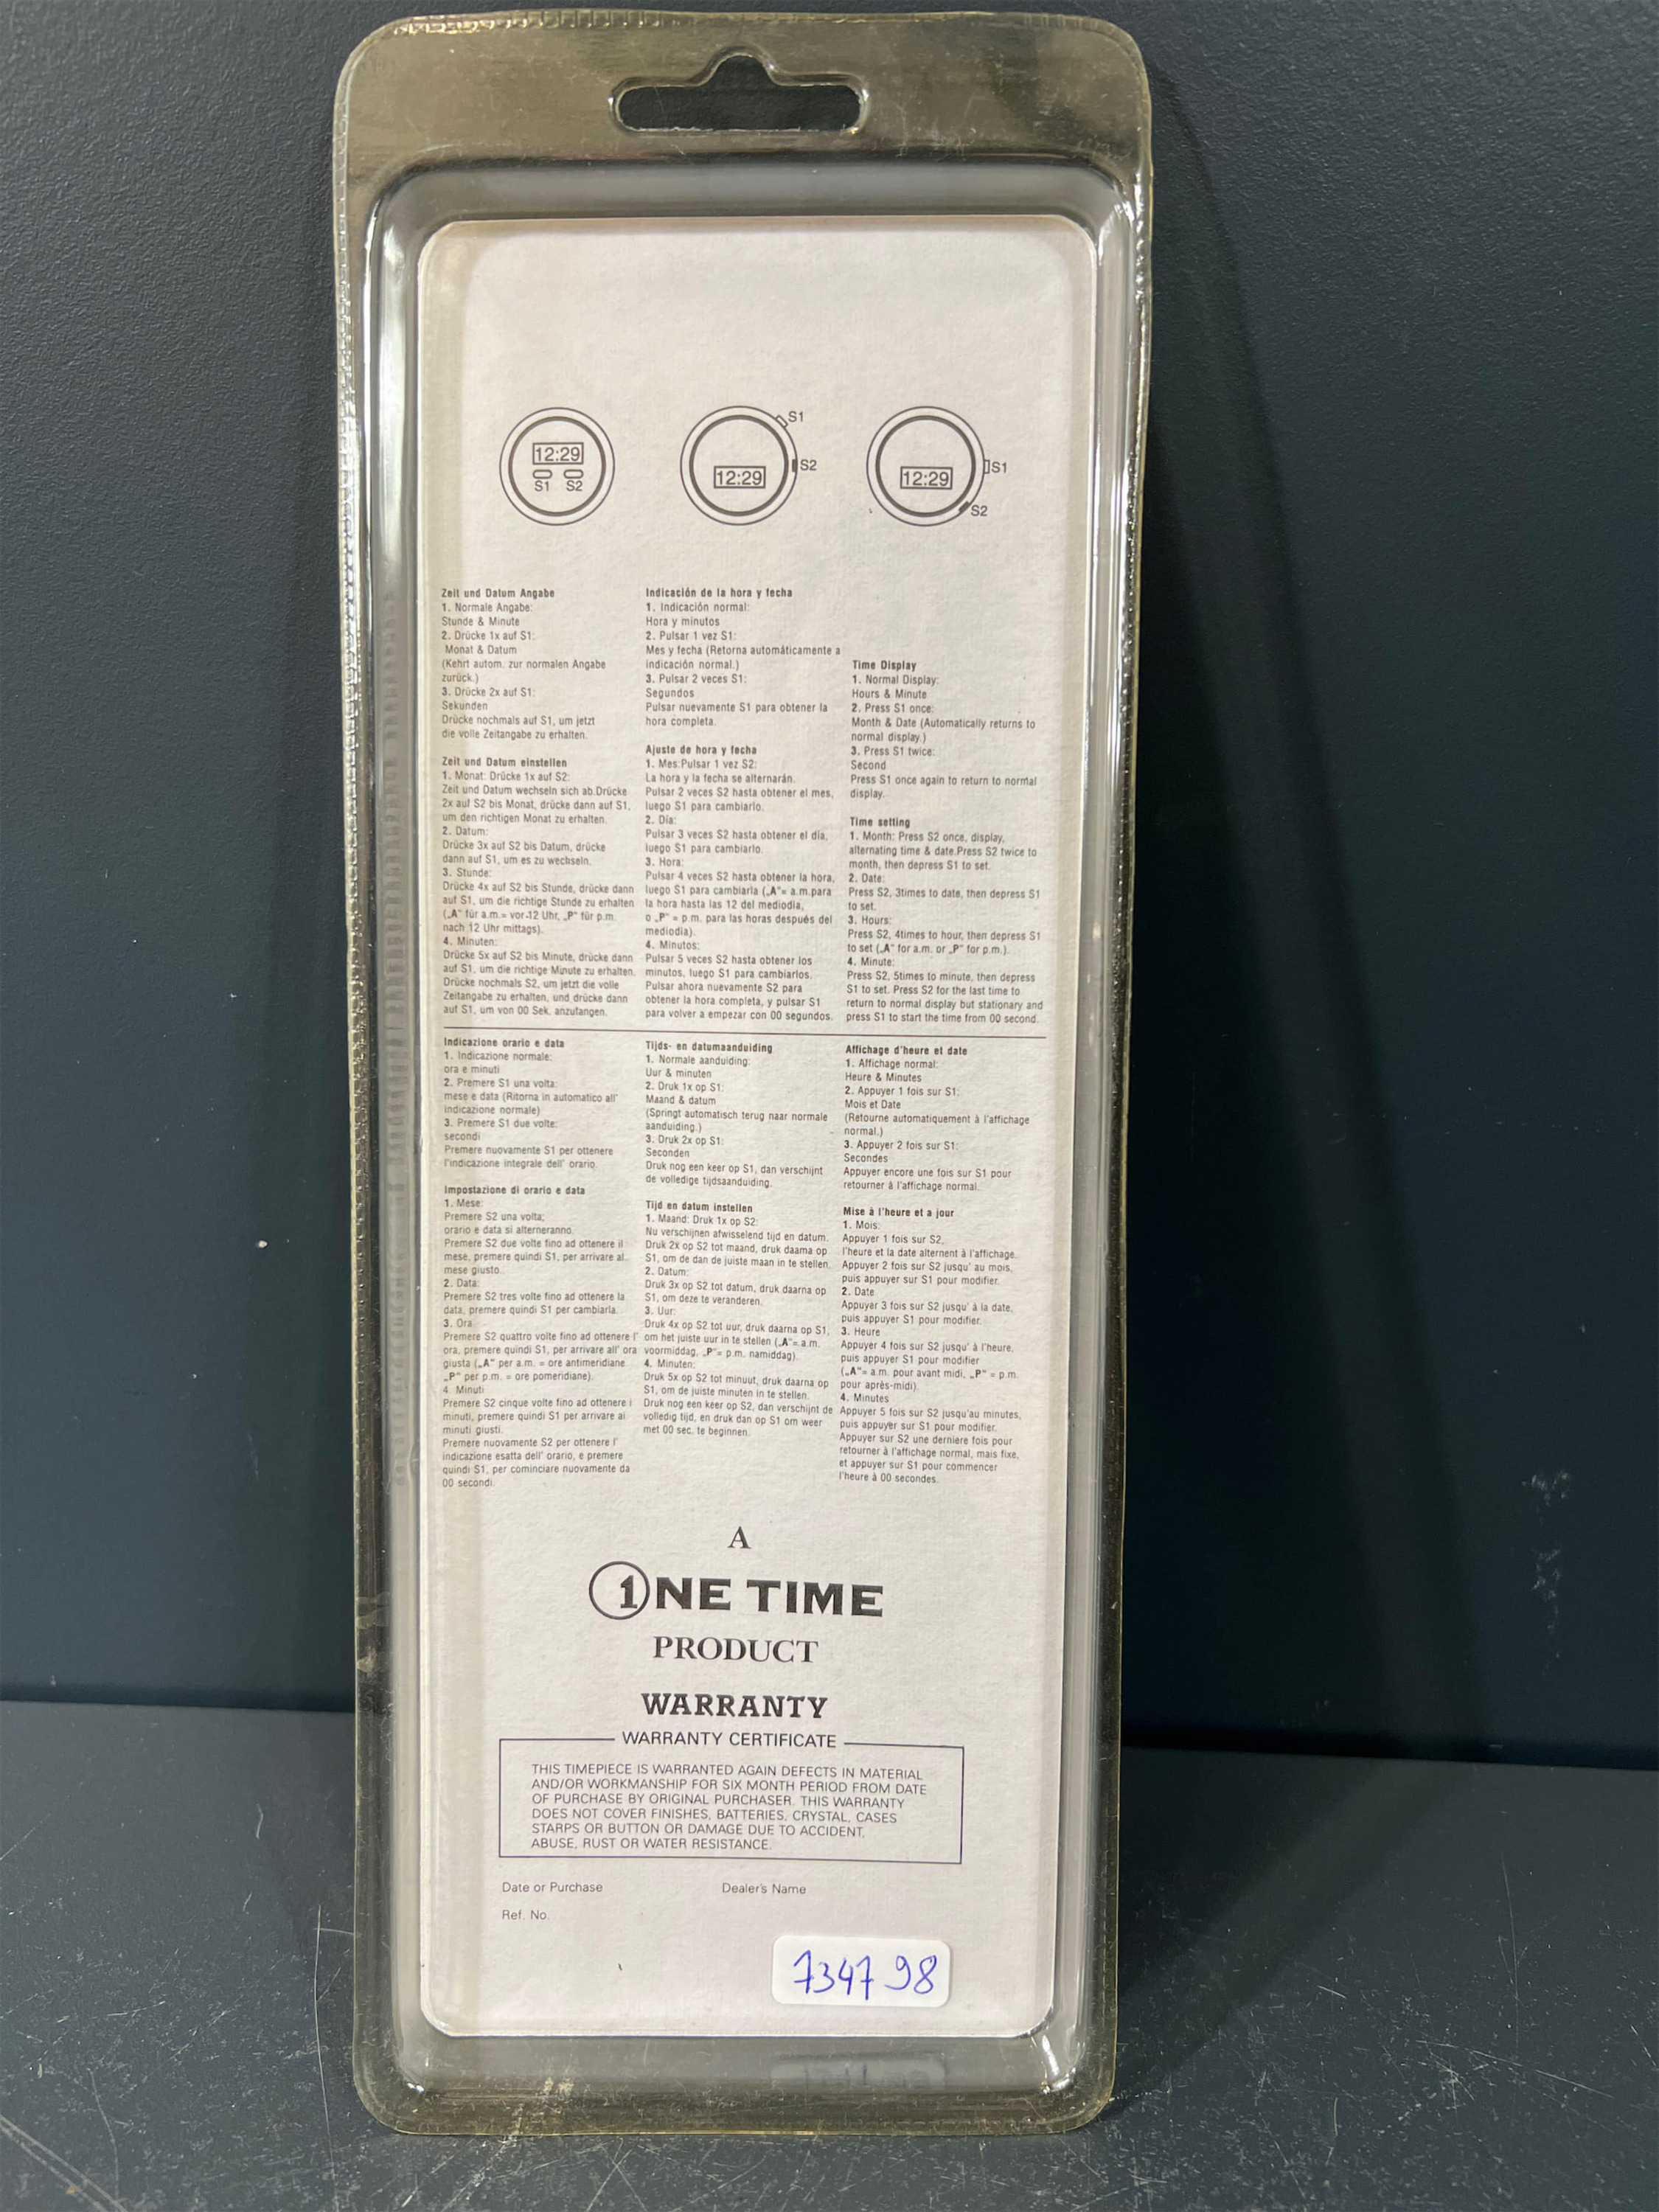 12:29
S1 S2
S1
S2
12:29
S1
12:29
S2
Zeit und Datum Angabe
1. Normale Angabe:
Stunde & Minute
2. Drücke 1x auf S1:
Monat & Datum
(Kehrt autom. zur normalen Angabe
zurück.)
3. Drücke 2x auf S1:
Sekunden
Drücke nochmals auf S1, um jetzt
die volle Zeitangabe zu erhalten.
Zeit und Datum einstellen
1. Monat: Drücke 1x auf S2:
Zeit und Datum wechseln sich ab.Drücke
2x auf S2 bis Monat, drücke dann auf S1,
um den richtigen Monat zu erhalten.
2. Datum:
Drücke 3x auf S2 bis Datum, drücke
dann auf S1, um es zu wechseln.
3. Stunde:
Drücke 4x auf S2 bis Stunde, drücke dann
auf S1, um die richtige Stunde zu erhalten
(„A" für a.m.= vor 12 Uhr, „P" für p.m.
nach 12 Uhr mittags).
4. Minuten:
Drücke 5x auf S2 bis Minute, drücke dann
auf S1, um die richtige Minute zu erhalten.
Drücke nochmals S2, um jetzt die volle
Zeitangabe zu erhalten, und drücke dann
auf S1, um von 00 Sek. anzufangen.
Indicación de la hora y fecha
1. Indicación normal:
Hora y minutos
2. Pulsar 1 vez S1:
Mes y fecha (Retorna automáticamente a
indicación normal.)
3. Pulsar 2 veces S1:
Segundos
Pulsar nuevamente S1 para obtener la
hora completa.
Ajuste de hora y fecha
1. Mes:Pulsar 1 vez S2:
La hora y la fecha se alternarán.
Pulsar 2 veces S2 hasta obtener el mes,
luego S1 para cambiarlo.
2. Día:
Pulsar 3 veces S2 hasta obtener el día,
luego S1 para cambiarlo.
3. Hora:
Pulsar 4 veces S2 hasta obtener la hora,
luego S1 para cambiarla („A"= a.m.para
la hora hasta las 12 del mediodia,
o „P" = p.m. para las horas después del
mediodia).
4. Minutos:
Pulsar 5 veces S2 hasta obtener los
minutos, luego S1 para cambiarlos.
Pulsar ahora nuevamente S2 para
obtener la hora completa, y pulsar S1
para volver a empezar con 00 segundos.
Time Display
1. Normal Display:
Hours & Minute
2. Press S1 once:
Month & Date (Automatically returns to
normal display.)
3. Press S1 twice:
Second
Press S1 once again to return to normal
display.
Time setting
1. Month: Press S2 once, display,
alternating time & date.Press S2 twice to
month, then depress S1 to set.
2. Date:
Press S2, 3times to date, then depress S1
to set.
3. Hours:
Press S2, 4times to hour, then depress S1
to set („A" for a.m. or „P" for p.m.).
4. Minute:
Press S2, 5times to minute, then depress
S1 to set. Press S2 for the last time to
return to normal display but stationary and
press S1 to start the time from 00 second.
Indicazione orario e data
1. Indicazione normale:
ora e minuti
2. Premere S1 una volta:
mese e data (Ritorna in automatico all'
indicazione normale)
3. Premere S1 due volte:
secondi
Premere nuovamente S1 per ottenere
l'indicazione integrale dell' orario.
Impostazione di orario e data
1. Mese:
Premere S2 una volta;
orario e data si alterneranno.
Premere S2 due volte fino ad ottenere il
mese, premere quindi S1, per arrivare al
mese giusto.
2. Data:
Premere S2 tres volte fino ad ottenere la
data, premere quindi S1 per cambiarla.
3. Ora
Premere S2 quattro volte fino ad ottenere l'
ora, premere quindi S1, per arrivare all' ora
giusta („A" per a.m. = ore antimeridiane.
„P" per p.m. = ore pomeridiane).
4. Minuti
Premere S2 cinque volte fino ad ottenere i
minuti, premere quindi S1 per arrivare ai
minuti giusti.
Premere nuovamente S2 per ottenere l'
indicazione esatta dell' orario, e premere
quindi S1, per cominciare nuovamente da
00 secondi.
Tijds- en datumaanduiding
1. Normale aanduiding:
Uur & minuten
2. Druk 1x op S1:
Maand & datum
(Springt automatisch terug naar normale
aanduiding.)
3. Druk 2x op S1:
Seconden
Druk nog een keer op S1, dan verschijnt
de volledige tijdsaanduiding.
Tijd en datum instellen
1. Maand: Druk 1x op S2:
Nu verschijnen afwisselend tijd en datum.
Druk 2x op S2 tot maand, druk daarna op
S1, om de dan de juiste maan in te stellen.
2. Datum:
Druk 3x op S2 tot datum, druk daarna op
S1, om deze te veranderen.
3. Uur:
Druk 4x op S2 tot uur, druk daarna op S1,
om het juiste uur in te stellen („A"= a.m.
voormiddag, „P"= p.m. namiddag).
4. Minuten:
Druk 5x op S2 tot minuut, druk daarna op
S1, om de juiste minuten in te stellen.
Druk nog een keer op S2, dan verschijnt de
volledig tijd, en druk dan op S1 om weer
met 00 sec. te beginnen.
Affichage d'heure et date
1. Affichage normal:
Heure & Minutes
2. Appuyer 1 fois sur S1:
Mois et Date
(Retourne automatiquement à l'affichage
normal.)
3. Appuyer 2 fois sur S1:
Secondes
Appuyer encore une fois sur S1 pour
retourner à l'affichage normal.
Mise à l'heure et a jour
1. Mois:
Appuyer 1 fois sur S2,
l'heure et la date alternent à l'affichage.
Appuyer 2 fois sur S2 jusqu' au mois,
puis appuyer sur S1 pour modifier.
2. Date
Appuyer 3 fois sur S2 jusqu' à la date,
puis appuyer S1 pour modifier.
3. Heure
Appuyer 4 fois sur S2 jusqu' à l'heure,
puis appuyer S1 pour modifier
(„A"= a.m. pour avant midi, „P" = p.m.
pour après-midi).
4. Minutes
Appuyer 5 fois sur S2 jusqu'au minutes,
puis appuyer sur S1 pour modifier.
Appuyer sur S2 une derniere fois pour
retourner à l'affichage normal, mais fixe,
et appuyer sur S1 pour commencer
l'heure à 00 secondes.
A
1NE TIME
PRODUCT
WARRANTY
WARRANTY CERTIFICATE
THIS TIMEPIECE IS WARRANTED AGAIN DEFECTS IN MATERIAL
AND/OR WORKMANSHIP FOR SIX MONTH PERIOD FROM DATE
OF PURCHASE BY ORIGINAL PURCHASER. THIS WARRANTY
DOES NOT COVER FINISHES, BATTERIES, CRYSTAL, CASES
STARPS OR BUTTON OR DAMAGE DUE TO ACCIDENT,
ABUSE, RUST OR WATER RESISTANCE.
Date or Purchase Dealer's Name
Ref. No.
7347 98